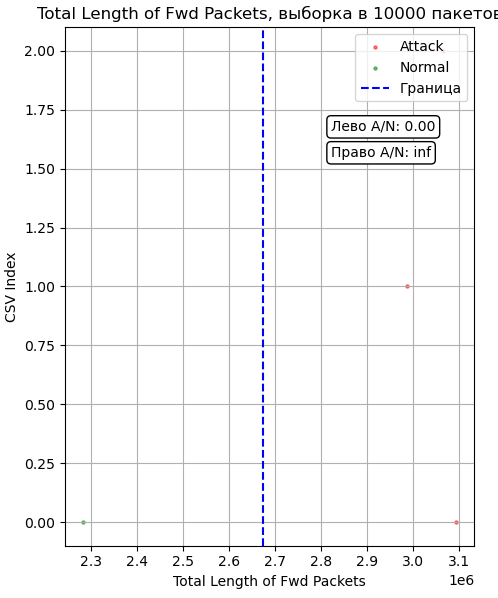 Total Length of Fwd Packets, выборка в 10000 пакетов
Attack
Normal
Граница
Лево A/N: 0.00
Право A/N: inf
CSV Index
2.00
1.75
1.50
1.25
1.00
0.75
0.50
0.25
0.00
2.3 2.4 2.5 2.6 2.7 2.8 2.9 3.0 3.1
1e6
Total Length of Fwd Packets